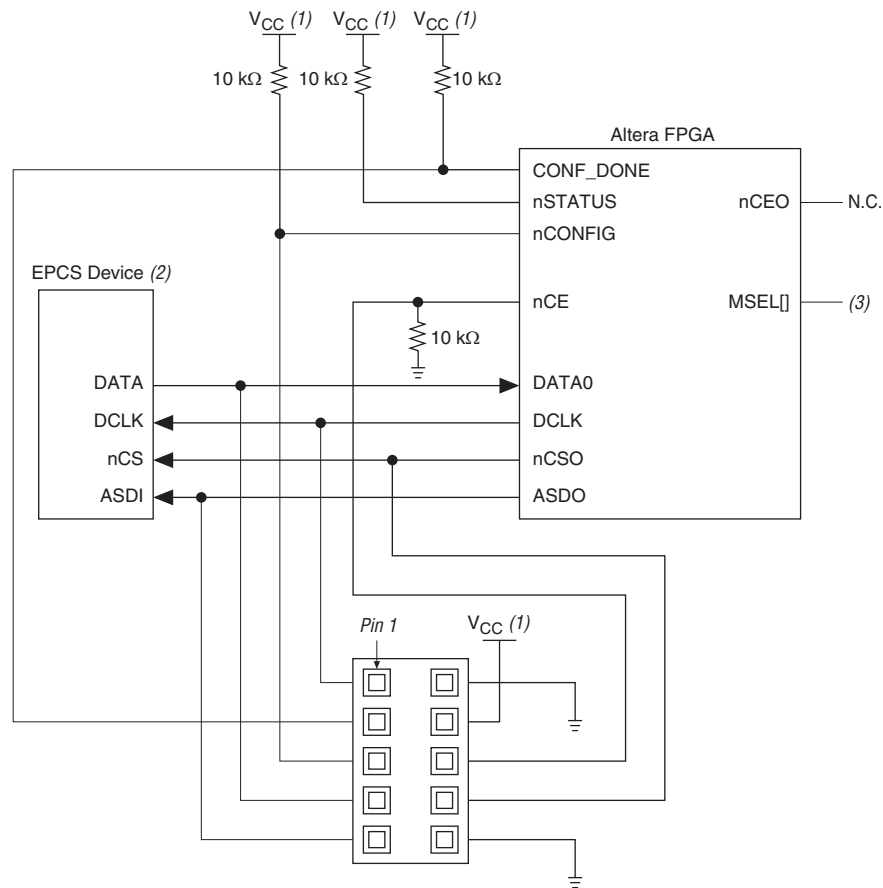 VCC (1) VCC (1) VCC (1)
10 kΩ 10 kΩ 10 kΩ
Altera FPGA
CONF_DONE
nSTATUS nCEO N.C.
nCONFIG
EPCS Device (2)
nCE MSEL[] (3)
10 kΩ
DATA DATA0
DCLK DCLK
nCS nCSO
ASDI ASDO
Pin 1 VCC (1)